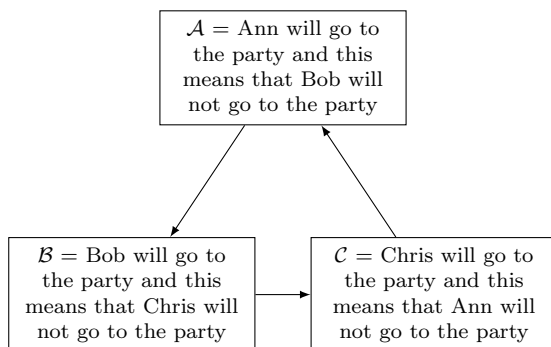 𝒜 = Ann will go to
the party and this
means that Bob will
not go to the party
ℬ = Bob will go to
the party and this
means that Chris will
not go to the party
𝒞 = Chris will go to
the party and this
means that Ann will
not go to the party